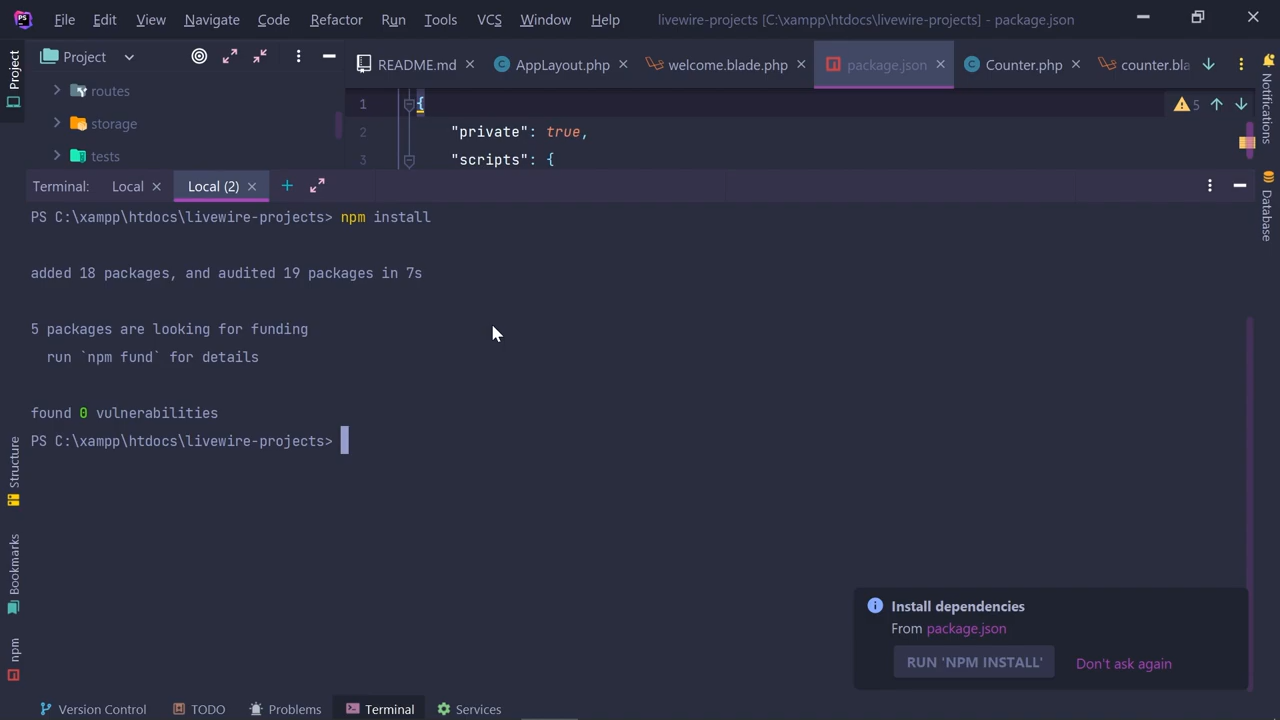 File Edit View Navigate Code Refactor Run Tools VCS Window Help livewire-projects [C:\xampp\htdocs\livewire-projects] - package.json
Project
Project
README.md AppLayout.php welcome.blade.php package.json Counter.php counter.bla
routes
storage
tests
1 {
2 "private": true,
3 "scripts": {
5
Notifications
Database
Terminal: Local Local (2)
PS C:\xampp\htdocs\livewire-projects> npm install
added 18 packages, and audited 19 packages in 7s
5 packages are looking for funding
run `npm fund` for details
found 0 vulnerabilities
PS C:\xampp\htdocs\livewire-projects>
Structure
Bookmarks
npm
Install dependencies
From package.json
RUN 'NPM INSTALL' Don't ask again
Version Control TODO Problems Terminal Services